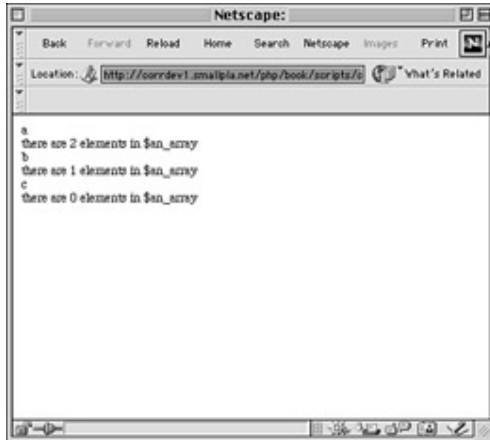 Netscape:
Back Forward Reload Home Search Netscape Images Print N
Location: http://corrdev1.smallpla.net/php/book/scripts/ What's Related
a
there are 2 elements in $an_array
b
there are 1 elements in $an_array
c
there are 0 elements in $an_array